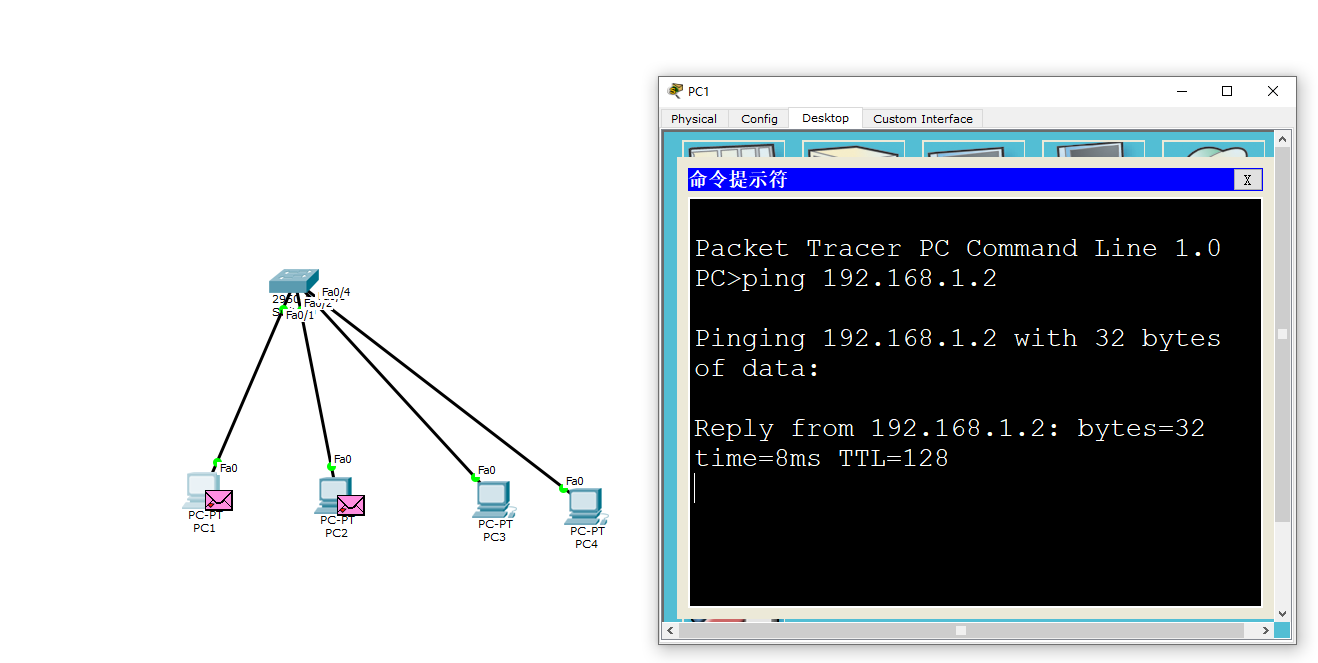 PC1
Physical
Config
Desktop
Custom Interface
命令提示符
X
Packet Tracer PC Command Line 1.0
PC>ping 192.168.1.2
Pinging 192.168.1.2 with 32 bytes
of data:
Reply from 192.168.1.2: bytes=32
time=8ms TTL=128
Fa0/4
Fa0/2
Fa0/1
Fa0
PC-PT
PC1
Fa0
PC-PT
PC2
Fa0
PC-PT
PC3
Fa0
PC-PT
PC4